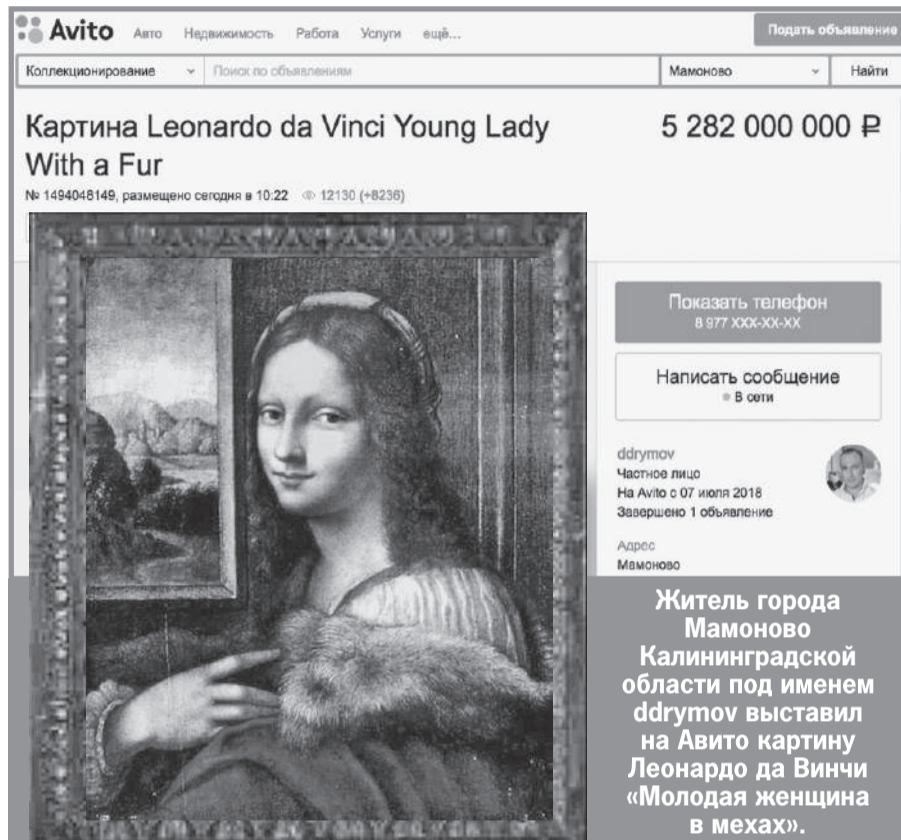 Avito Авто Недвижимость Работа Услуги ещё... Подать объявление
Коллекционирование Поиск по объявлениям Мамоново Найти
Картина Leonardo da Vinci Young Lady
With a Fur
5 282 000 000 ₽
№ 1494048149, размещено сегодня в 10:22 12130 (+8236)
Показать телефон
8 977 XXX-XX-XX
Написать сообщение
В сети
ddrymov
Частное лицо
На Avito с 07 июля 2018
Завершено 1 объявление
Адрес
Мамоново
Житель города
Мамоново
Калининградской
области под именем
ddrymov выставил
на Авито картину
Леонардо да Винчи
«Молодая женщина
в мехах».